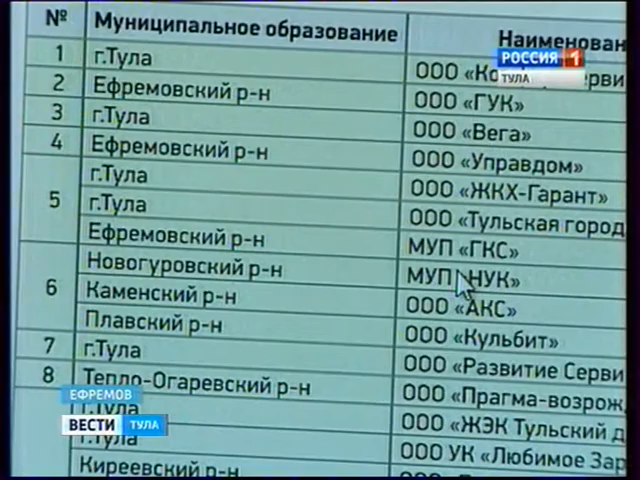 № Муниципальное образование Наименован
РОССИЯ 1
ТУЛА
1 г.Тула ООО
2 Ефремовский р-н ООО «ГУК»
3 г.Тула ООО «Вега»
4 Ефремовский р-н ООО «Управдом»
5 г.Тула ООО «ЖКХ-Гарант»
г.Тула ООО «Тульская город
Ефремовский р-н МУП «ГКС»
6 Новогуровский р-н МУП «НУК»
Каменский р-н ООО «АКС»
Плавский р-н ООО «Кульбит»
7 г.Тула ООО «Развитие Серви
8 Тепло-Огаревский р-н ООО «Прагма-возрож
ЕФРЕМОВ
г.Тула ООО «ЖЭК Тульский д
ВЕСТИ ТУЛА
г.Тула ООО УК «Любимое Зар
Киреевский р-н